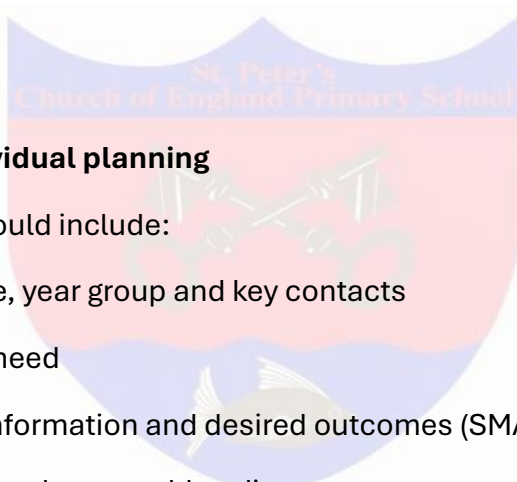 St. Peter's
Church of England Primary School
vidual planning
ould include:
e, year group and key contacts
need
nformation and desired outcomes (SMA